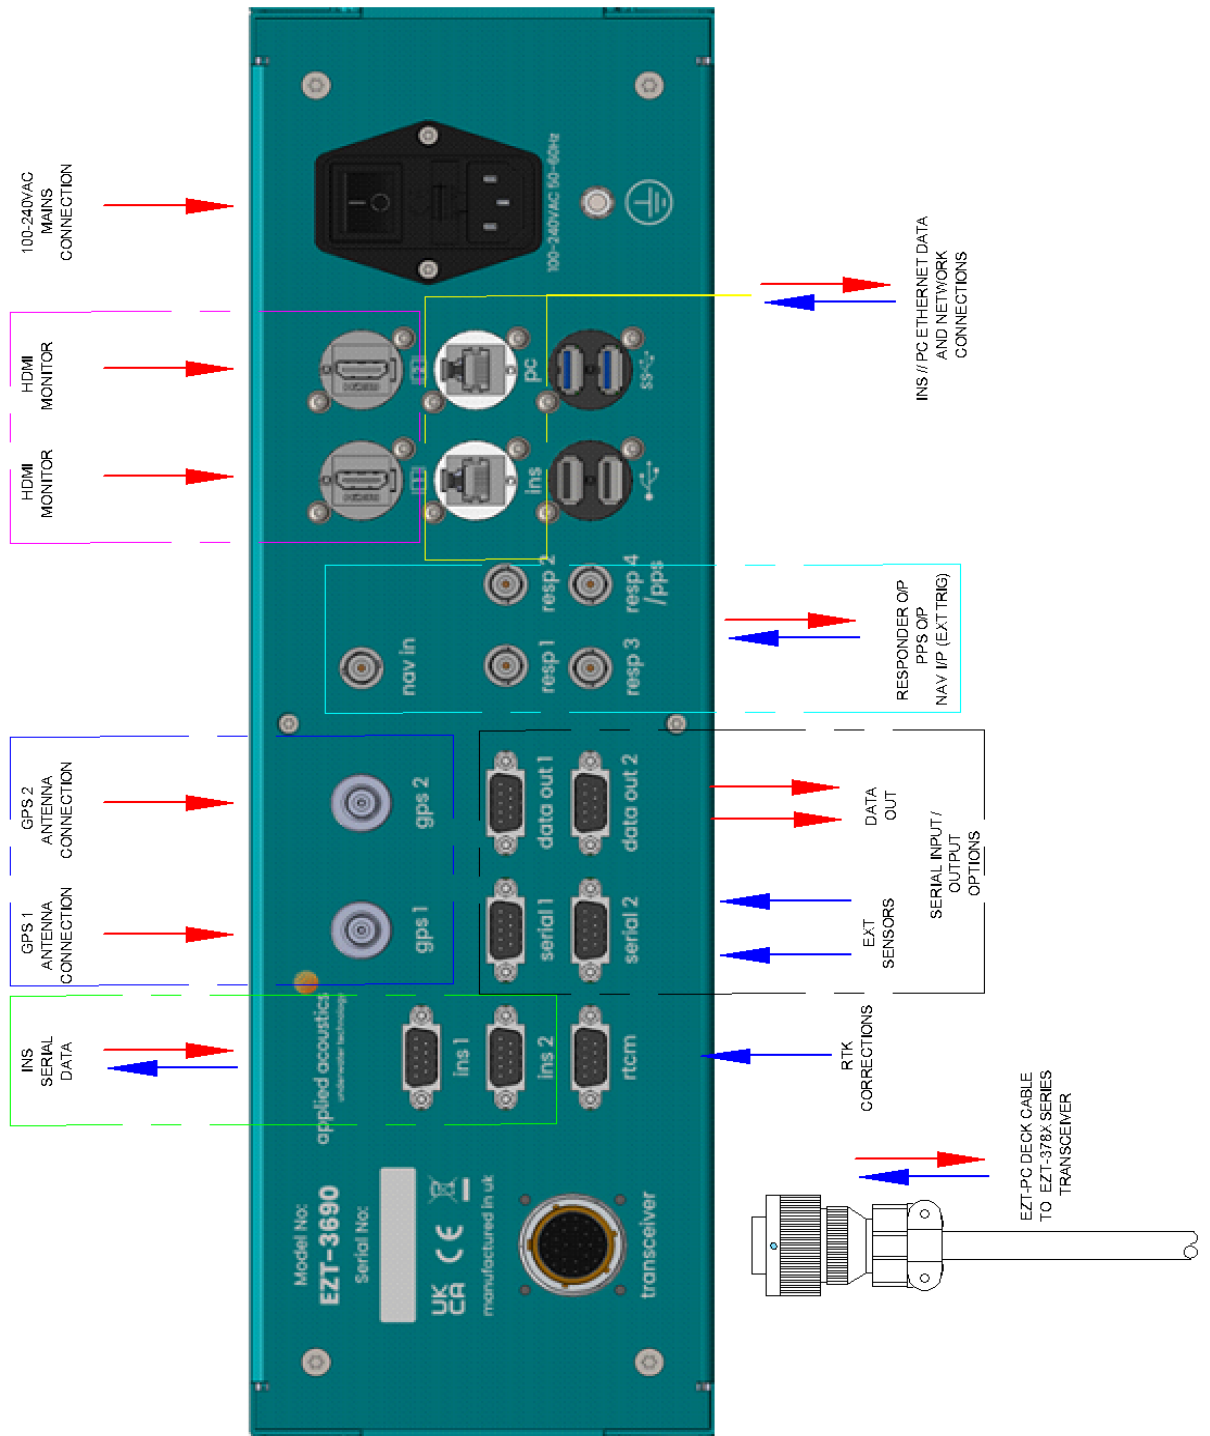 INS
SERIAL
DATA
GPS 1
ANTENNA
CONNECTION
GPS 2
ANTENNA
CONNECTION
HDMI
MONITOR
HDMI
MONITOR
100-240VAC
MAINS
CONNECTION
Model No:
EZT-3690
Serial No:
UK
CA
CE
manufactured in uk
transceiver
applied acoustics
underwater technology
ins 1
ins 2
rtcm
gps 1
gps 2
serial 1
serial 2
data out 1
data out 2
nav in
resp 1
resp 2
resp 3
resp 4
/pps
ins
pc
ss
100-240VAC 50-60Hz
EZT-PC DECK CABLE
TO EZT-378X SERIES
TRANSCEIVER
RTK
CORRECTIONS
EXT
SENSORS
DATA
OUT
SERIAL INPUT /
OUTPUT
OPTIONS
RESPONDER O/P
PPS O/P
NAV I/P (EXT TRIG)
INS // PC ETHERNET DATA
AND NETWORK
CONNECTIONS